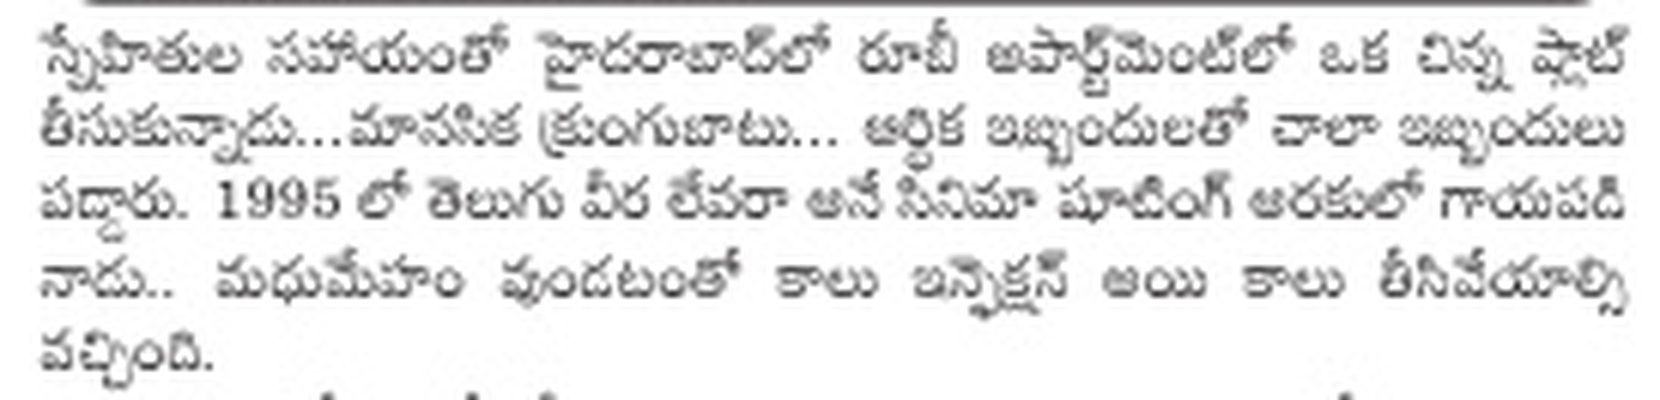 స్నేహితుల సహాయంతో హైదరాబాద్‌లో రూబీ అపార్ట్‌మెంట్‌లో ఒక చిన్న ప్లాట్
తీసుకున్నాడు...మానసిక క్రుంగుబాటు... ఆర్థిక ఇబ్బందులతో చాలా ఇబ్బందులు
పడ్డారు. 1995 లో తెలుగు వీర లేవరా అనే సినిమా షూటింగ్ అరకులో గాయపడి
నాడు.. మధుమేహం వుండటంతో కాలు ఇన్ఫెక్షన్ అయి కాలు తీసివేయాల్సి
వచ్చింది.